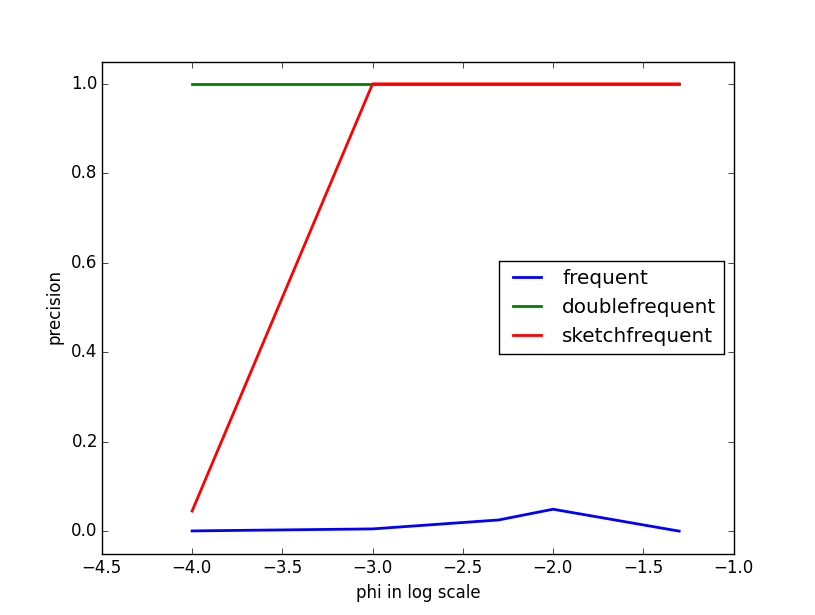 1.0
0.8
0.6
0.4
0.2
0.0
precision
frequent
doublefrequent
sketchfrequent
−4.5 −4.0 −3.5 −3.0 −2.5 −2.0 −1.5 −1.0
phi in log scale